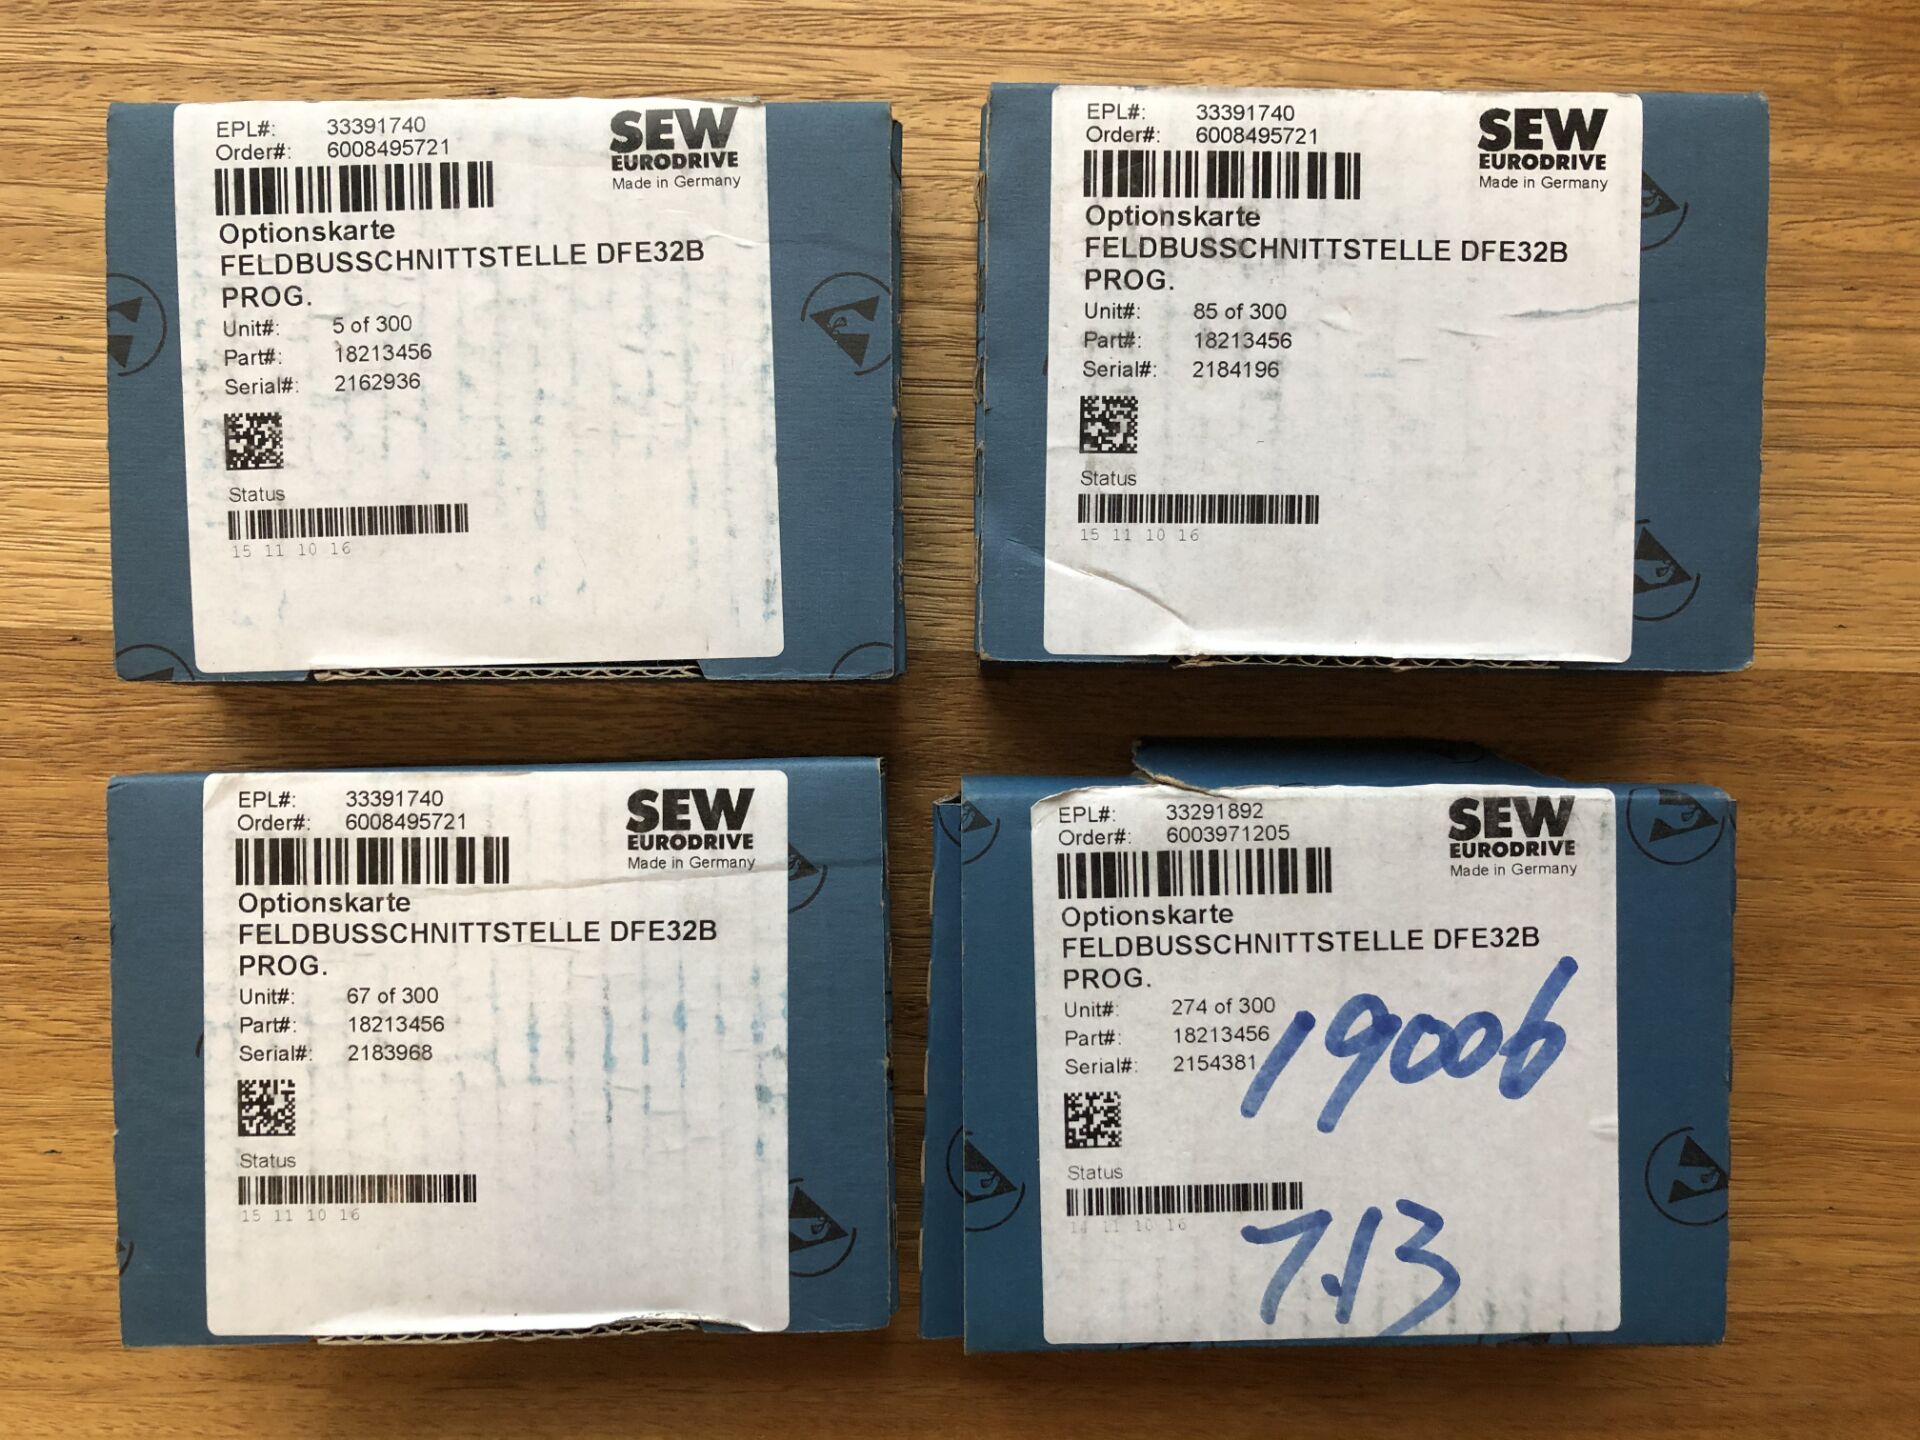 EPL#: 33391740
Order#: 6008495721
SEW
EURODRIVE
Made in Germany
Optionskarte
FELDBUSSCHNITTSTELLE DFE32B
PROG.
Unit#: 5 of 300
Part#: 18213456
Serial#: 2162936
Status
15 11 10 16
EPL#: 33391740
Order#: 6008495721
SEW
EURODRIVE
Made in Germany
Optionskarte
FELDBUSSCHNITTSTELLE DFE32B
PROG.
Unit#: 85 of 300
Part#: 18213456
Serial#: 2184196
Status
15 11 10 16
EPL#: 33391740
Order#: 6008495721
SEW
EURODRIVE
Made in Germany
Optionskarte
FELDBUSSCHNITTSTELLE DFE32B
PROG.
Unit#: 67 of 300
Part#: 18213456
Serial#: 2183968
Status
15 11 10 16
EPL#: 33291892
Order#: 6003971205
SEW
EURODRIVE
Made in Germany
Optionskarte
FELDBUSSCHNITTSTELLE DFE32B
PROG.
Unit#: 274 of 300
Part#: 18213456
Serial#: 2154381
19006
Status
14 11 10 16
7.13